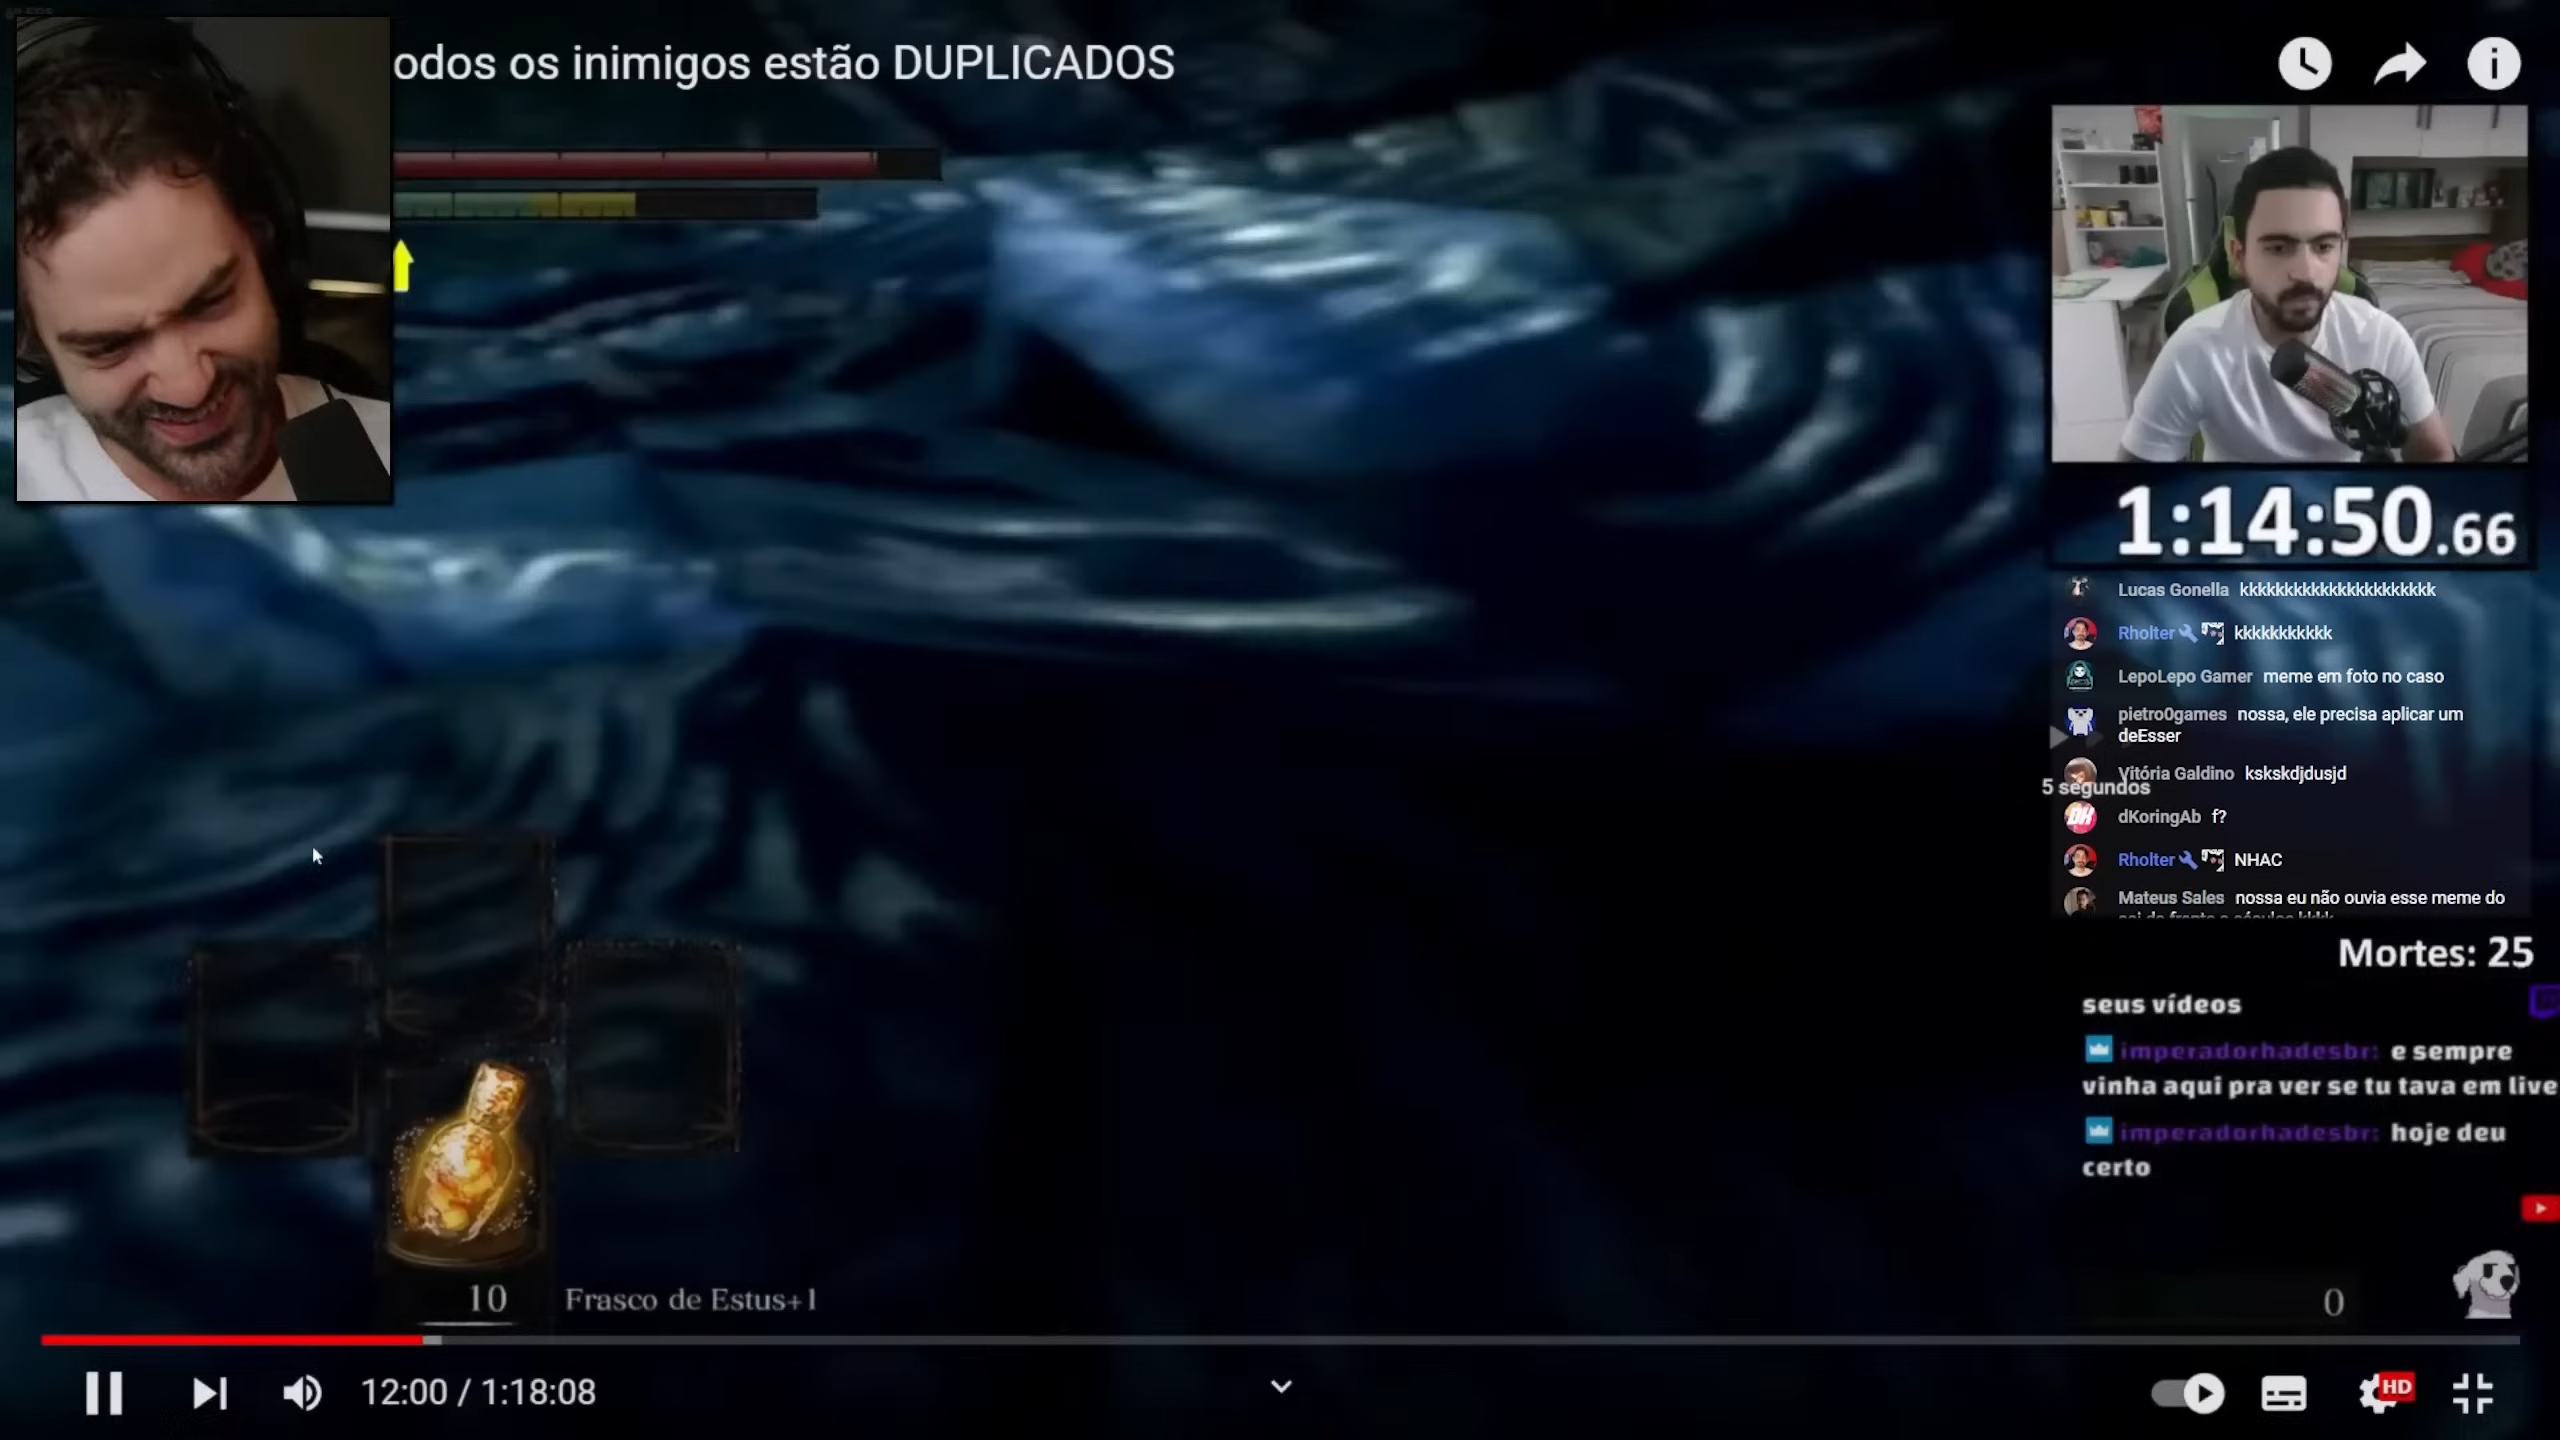 odos os inimigos estão DUPLICADOS
1:14:50.66
Lucas Gonella kkkkkkkkkkkkkkkkkkkkkk
Rholter kkkkkkkkkkk
LepoLepo Gamer meme em foto no caso
pietro0games nossa, ele precisa aplicar um
deEsser
Vitória Galdino kskskdjdusjd
5 segundos
dKoringAb f?
Rholter NHAC
Mateus Sales nossa eu não ouvia esse meme do
Mortes: 25
seus vídeos
imperadorhadesbr: e sempre
vinha aqui pra ver se tu tava em live
imperadorhadesbr: hoje deu
certo
10 Frasco de Estus+1
0
12:00 / 1:18:08
HD